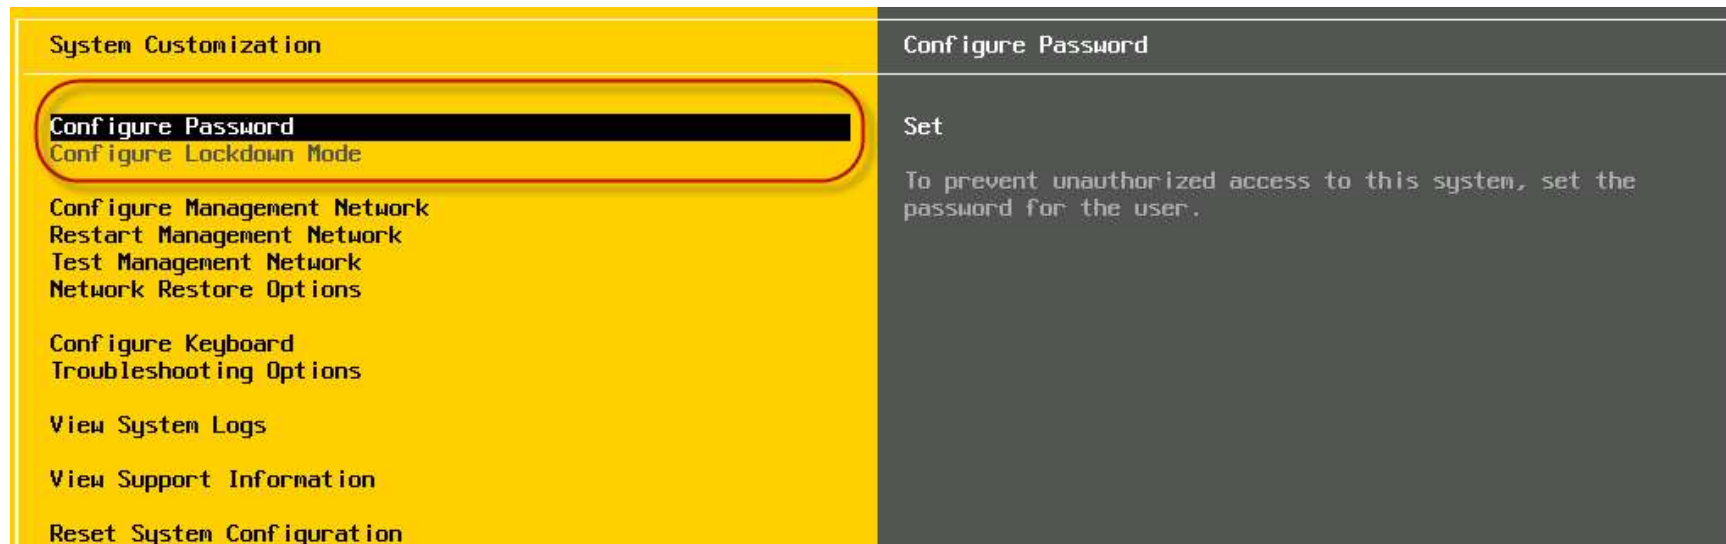 System Customization
Configure Password
Configure Lockdown Mode
Configure Management Network
Restart Management Network
Test Management Network
Network Restore Options
Configure Keyboard
Troubleshooting Options
View System Logs
View Support Information
Reset System Configuration
Configure Password
Set
To prevent unauthorized access to this system, set the
password for the user.